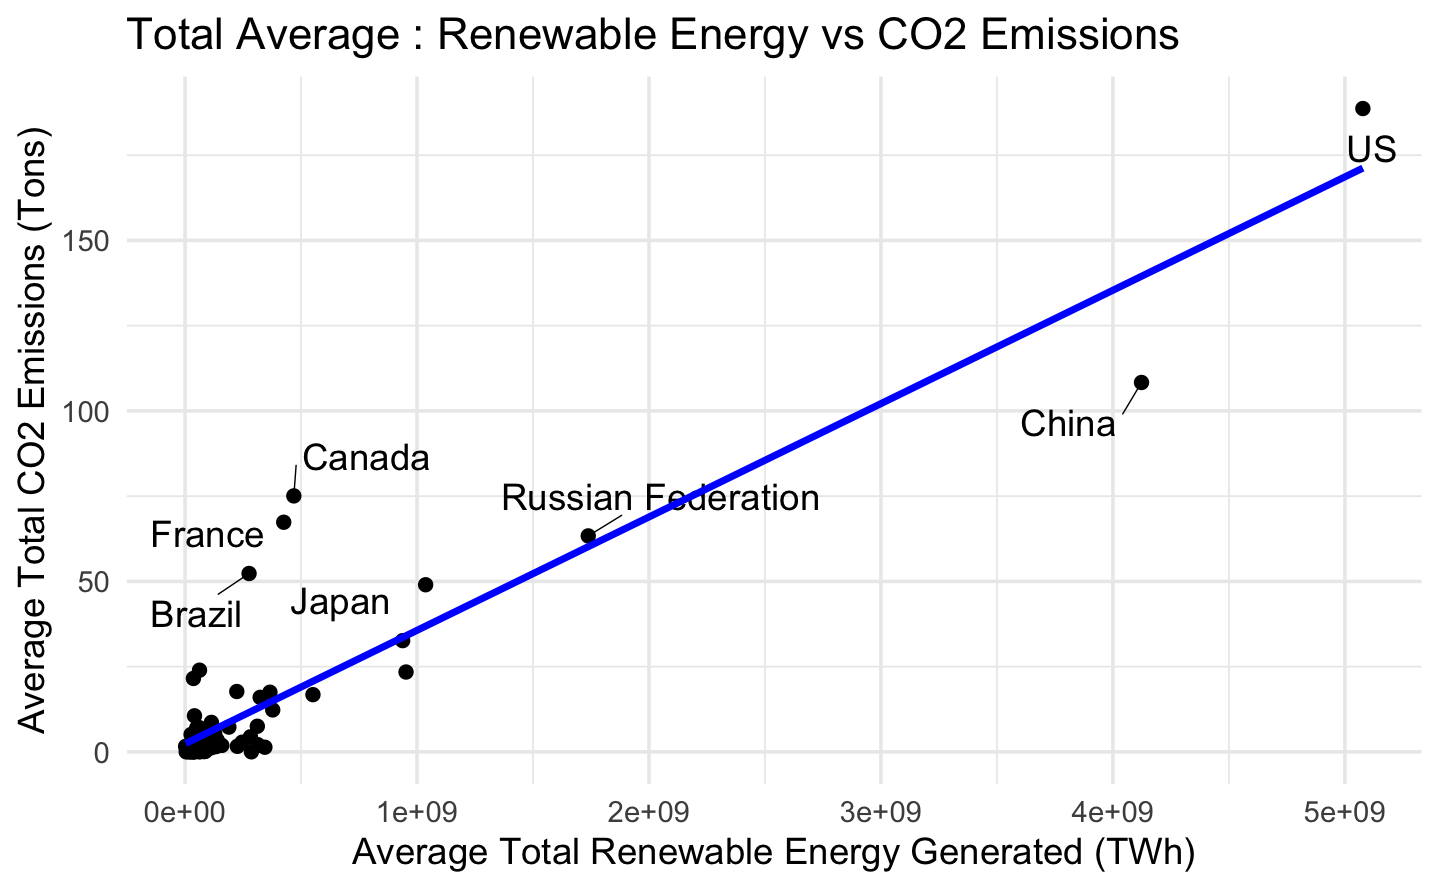 Total Average : Renewable Energy vs CO2 Emissions
Average Total CO2 Emissions (Tons)
150
100
50
0
US
China
Canada
Russian Federation
France
Japan
Brazil
0e+00 1e+09 2e+09 3e+09 4e+09 5e+09
Average Total Renewable Energy Generated (TWh)